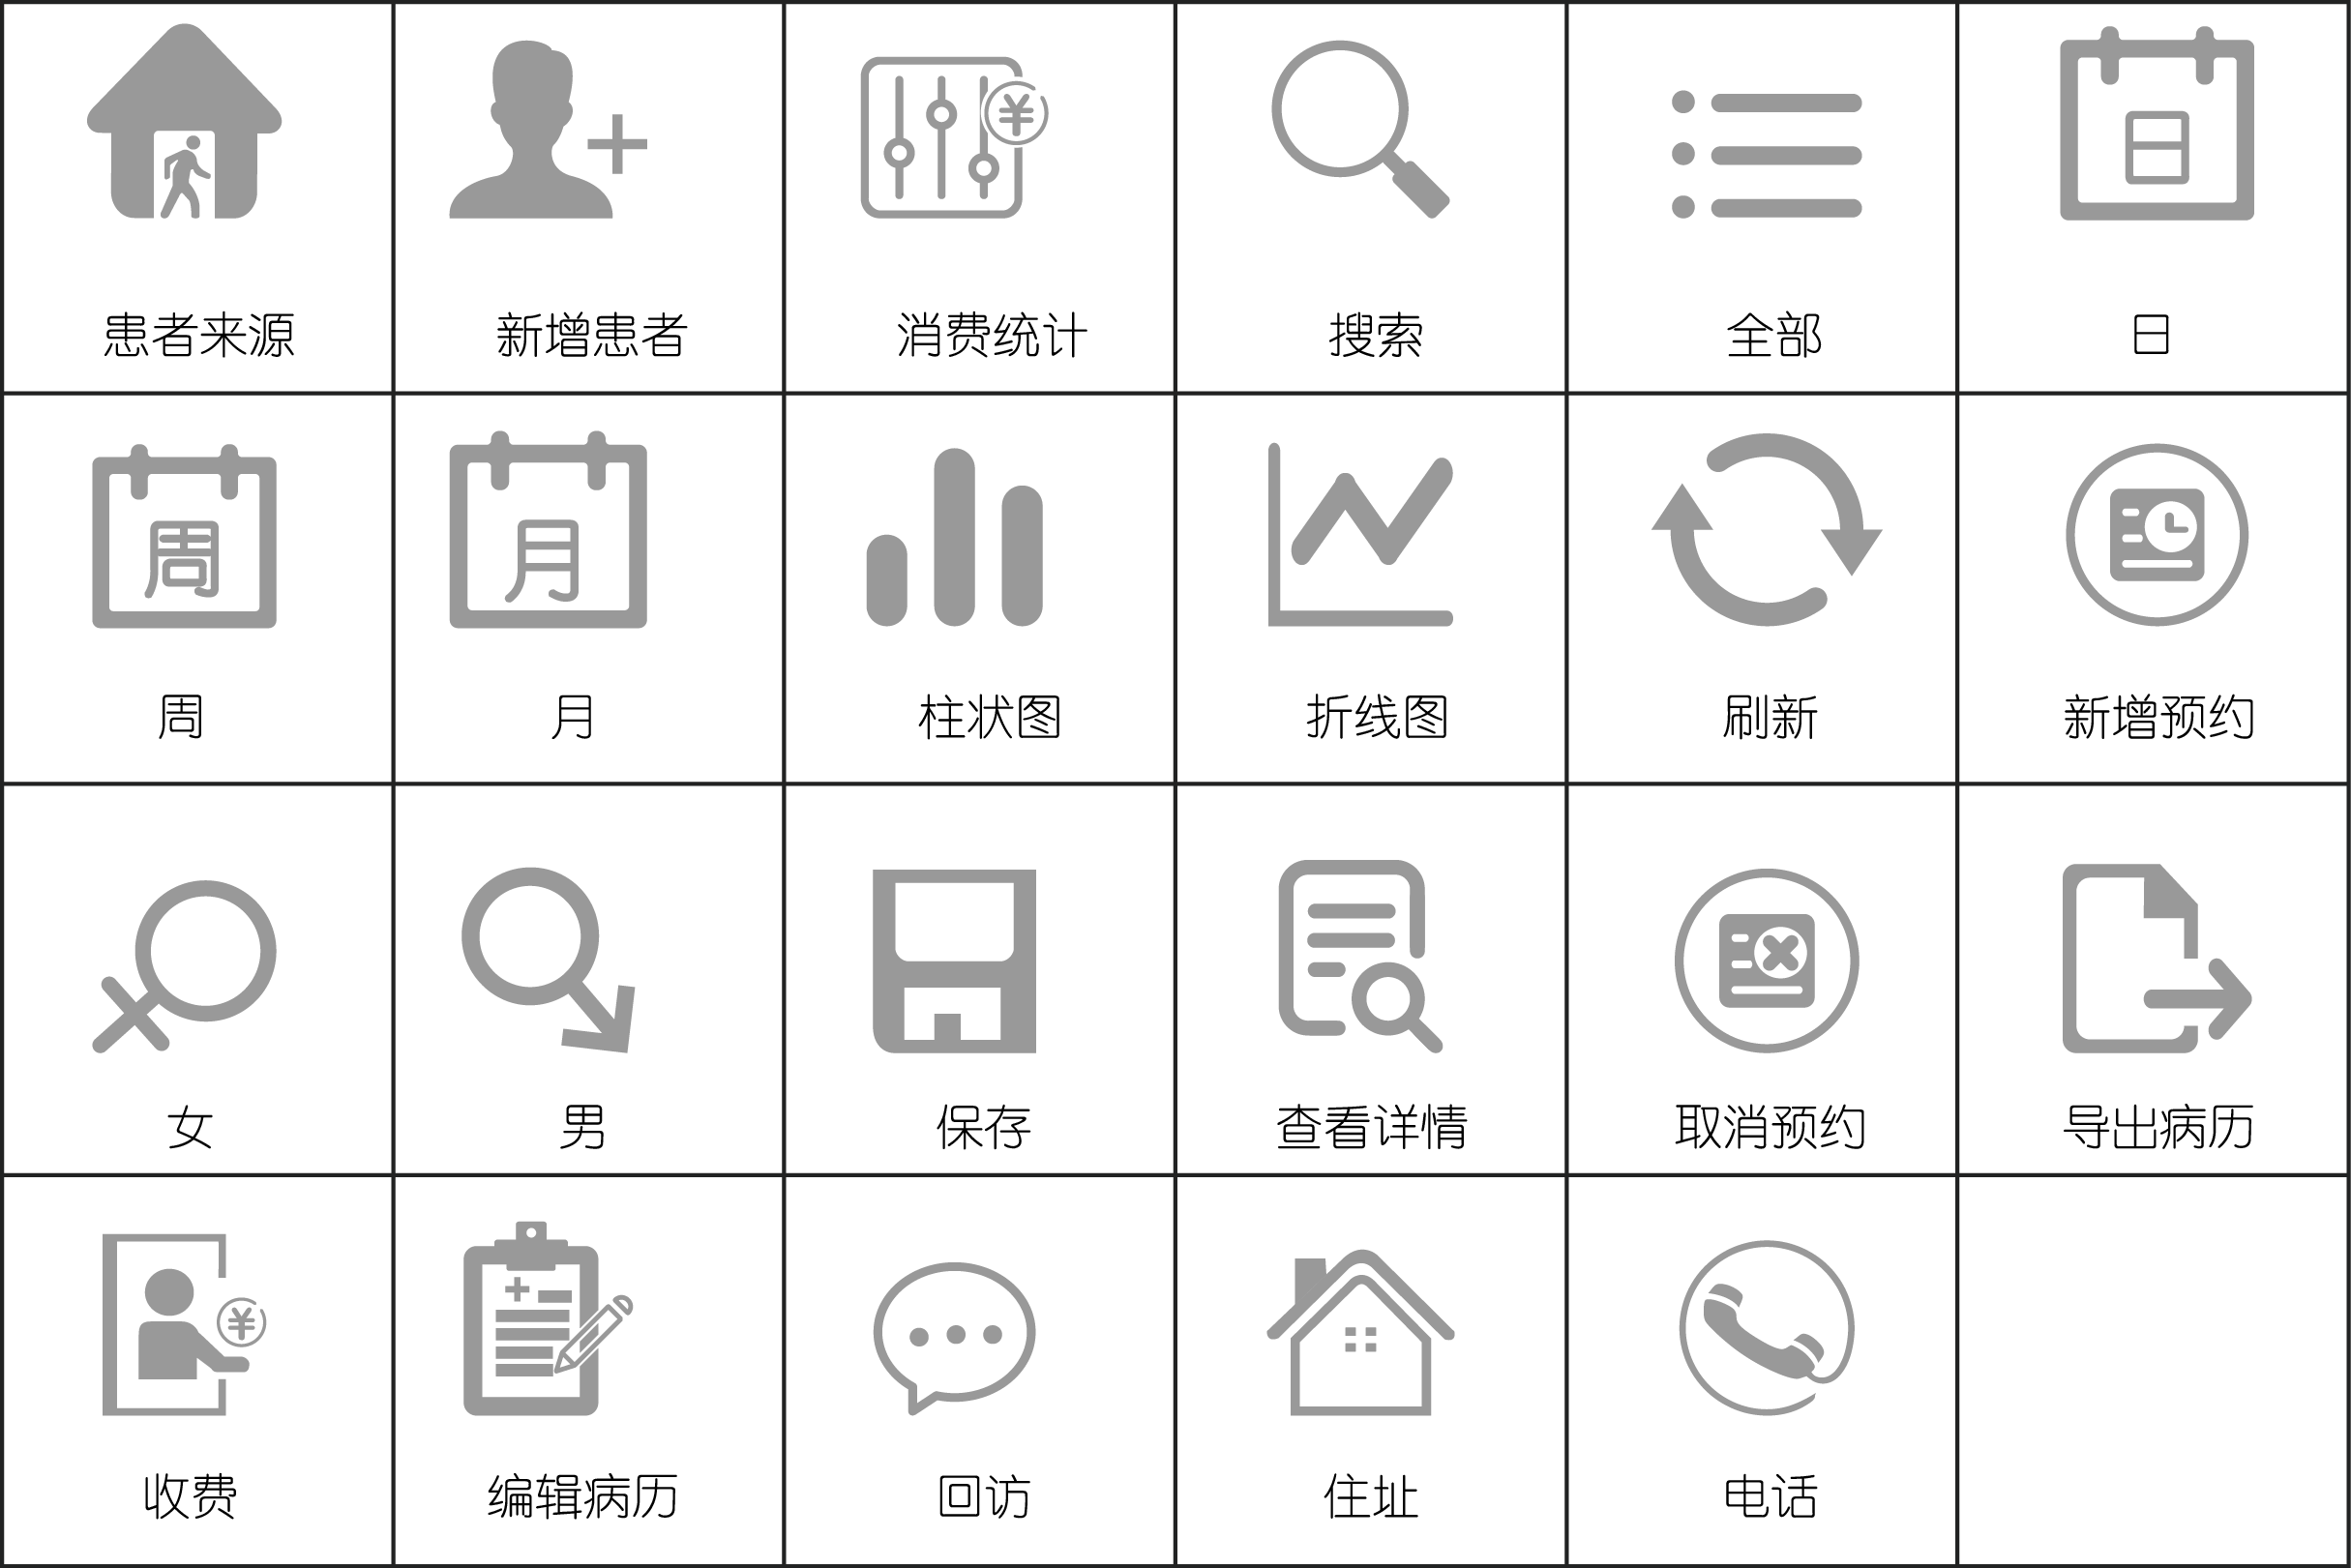 患者来源
新增患者
¥
消费统计
搜索
全部
日
日
周
周
月
月
柱状图
折线图
刷新
新增预约
女
男
保存
查看详情
取消预约
导出病历
¥
收费
编辑病历
回访
住址
电话